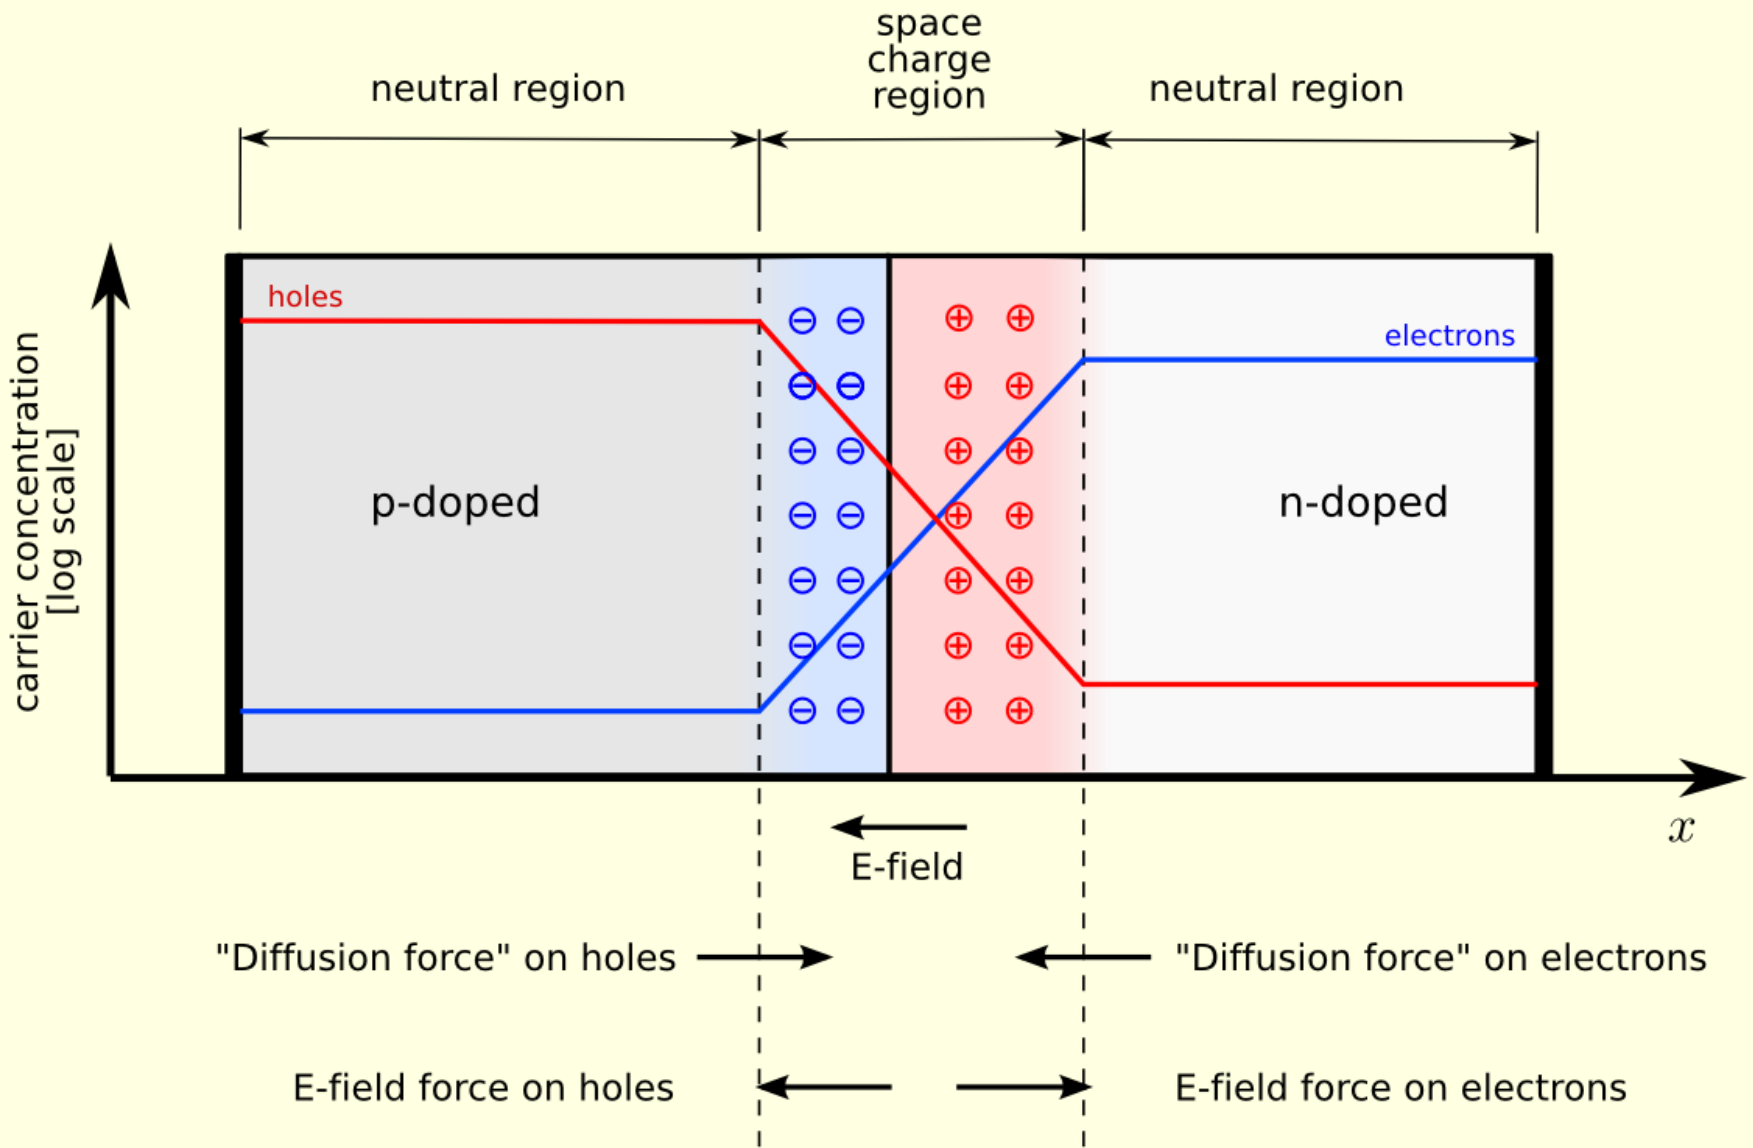 space
charge
region
neutral region
neutral region
holes
electrons
carrier concentration
[log scale]
p-doped
n-doped
x
E-field
"Diffusion force" on holes
"Diffusion force" on electrons
E-field force on holes
E-field force on electrons